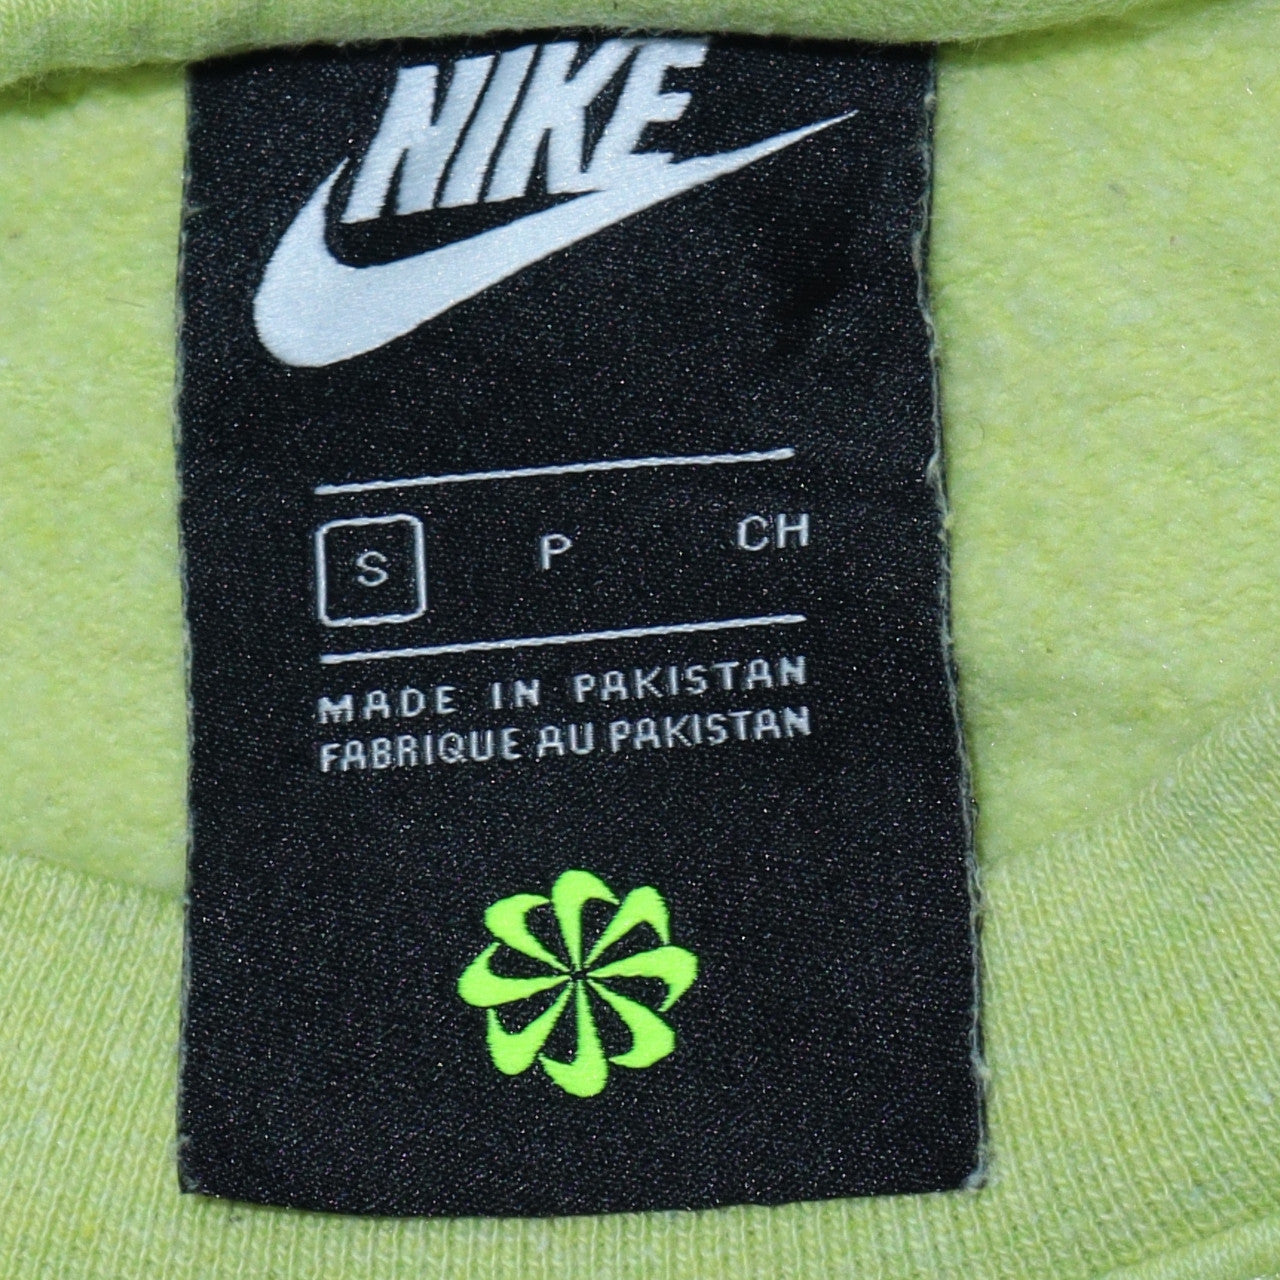 NIKE
S P CH
MADE IN PAKISTAN
FABRIQUE AU PAKISTAN